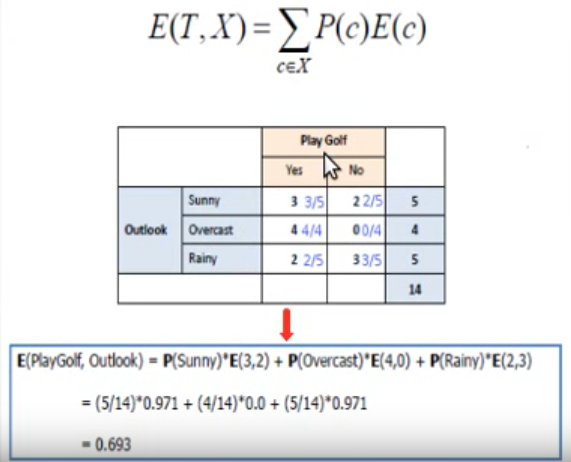 E(T,X)=∑P(c)E(c)
c∈X
Play Golf
Yes No
Sunny 3 3/5 2 2/5 5
Outlook Overcast 4 4/4 0 0/4 4
Rainy 2 2/5 3 3/5 5
14
E(PlayGolf, Outlook) = P(Sunny)*E(3,2) + P(Overcast)*E(4,0) + P(Rainy)*E(2,3)
= (5/14)*0.971 + (4/14)*0.0 + (5/14)*0.971
= 0.693